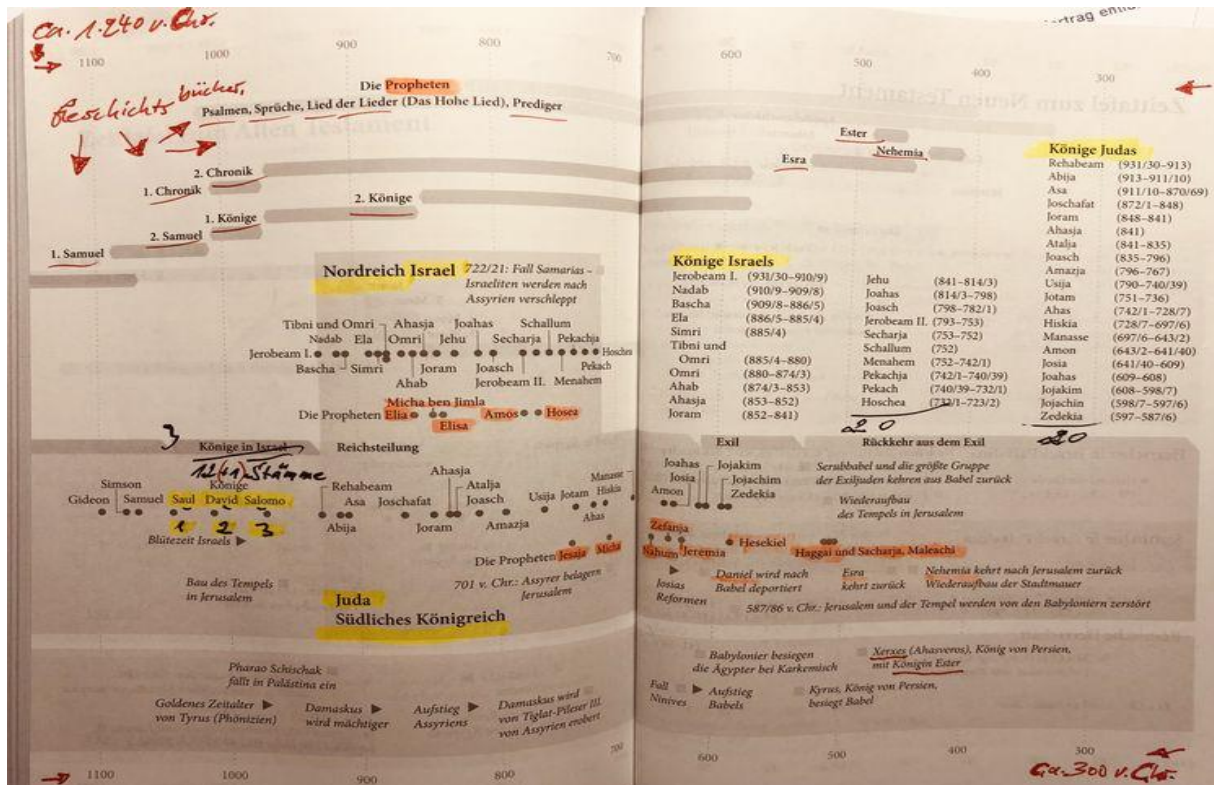 ca. 1.240 v. Chr.
1100 1000 900 800 700
Geschichtsbücher,
Die Propheten
Psalmen, Sprüche, Lied der Lieder (Das Hohe Lied), Prediger
2. Chronik
1. Chronik
2. Könige
1. Könige
2. Samuel
1. Samuel
Nordreich Israel
722/21: Fall Samarias –
Israeliten werden nach
Assyrien verschleppt
Tibni und Omri Ahasja Joahas Schallum
Nadab Ela Omri Jehu Secharja Pekachja
Jerobeam I. Hoschea
Bascha Simri Joram Joasch Pekach
Ahab Jerobeam II. Menahem
Micha ben Jimla
Die Propheten Elia Amos Hosea
Elisa
3
Könige in Israel
Reichsteilung
12(+1) Stämme
Könige
Simson
Gideon Samuel Saul David Salomo
1 2 3
Blütezeit Israels
Ahasja
Rehabeam Atalja Manasse
Asa Joschafat Joasch Usija Jotam Hiskia
Abija Joram Amazja Ahas
Die Propheten Jesaja Micha
701 v. Chr.: Assyrer belagern
Jerusalem
Bau des Tempels
in Jerusalem
Juda
Südliches Königreich
Pharao Schischak
fällt in Palästina ein
Goldenes Zeitalter
von Tyrus (Phönizien)
Damaskus
wird mächtiger
Aufstieg
Assyriens
Damaskus wird
von Tiglat-Pileser III.
von Assyrien erobert
1100 1000 900 800 700
600 500 400 300
Ester
Nehemia
Esra
Könige Judas
Rehabeam (931/30–913)
Abija (913–911/10)
Asa (911/10–870/69)
Joschafat (872/1–848)
Joram (848–841)
Ahasja (841)
Atalja (841–835)
Joasch (835–796)
Amazja (796–767)
Usija (790–740/39)
Jotam (751–736)
Ahas (742/1–728/7)
Hiskia (728/7–697/6)
Manasse (697/6–643/2)
Amon (643/2–641/40)
Josia (641/40–609)
Joahas (609–608)
Jojakim (608–598/7)
Jojachin (598/7–597/6)
Zedekia (597–587/6)
20
Könige Israels
Jerobeam I. (931/30–910/9)
Nadab (910/9–909/8)
Bascha (909/8–886/5)
Ela (886/5–885/4)
Simri (885/4)
Tibni und
Omri (885/4–880)
Omri (880–874/3)
Ahab (874/3–853)
Ahasja (853–852)
Joram (852–841)
Jehu (841–814/3)
Joahas (814/3–798)
Joasch (798–782/1)
Jerobeam II. (793–753)
Secharja (753–752)
Schallum (752)
Menahem (752–742/1)
Pekachja (742/1–740/39)
Pekach (740/39–732/1)
Hoschea (732/1–723/2)
20
Exil
Rückkehr aus dem Exil
Joahas Jojakim
Josia Jojachim
Amon Zedekia
Serubbabel und die größte Gruppe
der Exiljuden kehren aus Babel zurück
Wiederaufbau
des Tempels in Jerusalem
Zefanja
Hesekiel
Nahum Jeremia
Haggai und Sacharja, Maleachi
Josias
Reformen
Daniel wird nach
Babel deportiert
Esra
kehrt zurück
Nehemia kehrt nach Jerusalem zurück
Wiederaufbau der Stadtmauer
587/86 v. Chr.: Jerusalem und der Tempel werden von den Babyloniern zerstört
Babylonier besiegen
die Ägypter bei Karkemisch
Xerxes (Ahasveros), König von Persien,
mit Königin Ester
Fall
Ninives
Aufstieg
Babels
Kyrus, König von Persien,
besiegt Babel
600 500 400 300
Ca. 300 v. Chr.